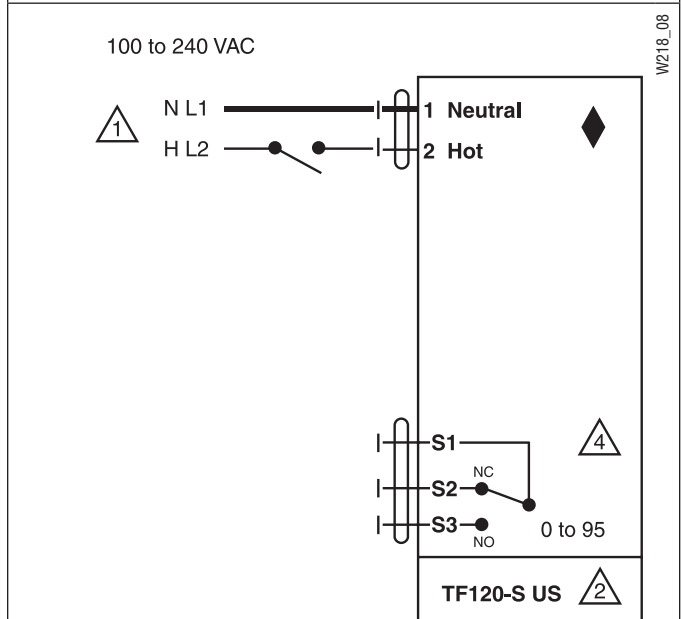 W218_08
100 to 240 VAC
1
N L1
1 Neutral
H L2
2 Hot
S1
4
NC
S2
S3
0 to 95
NO
TF120-S US
2